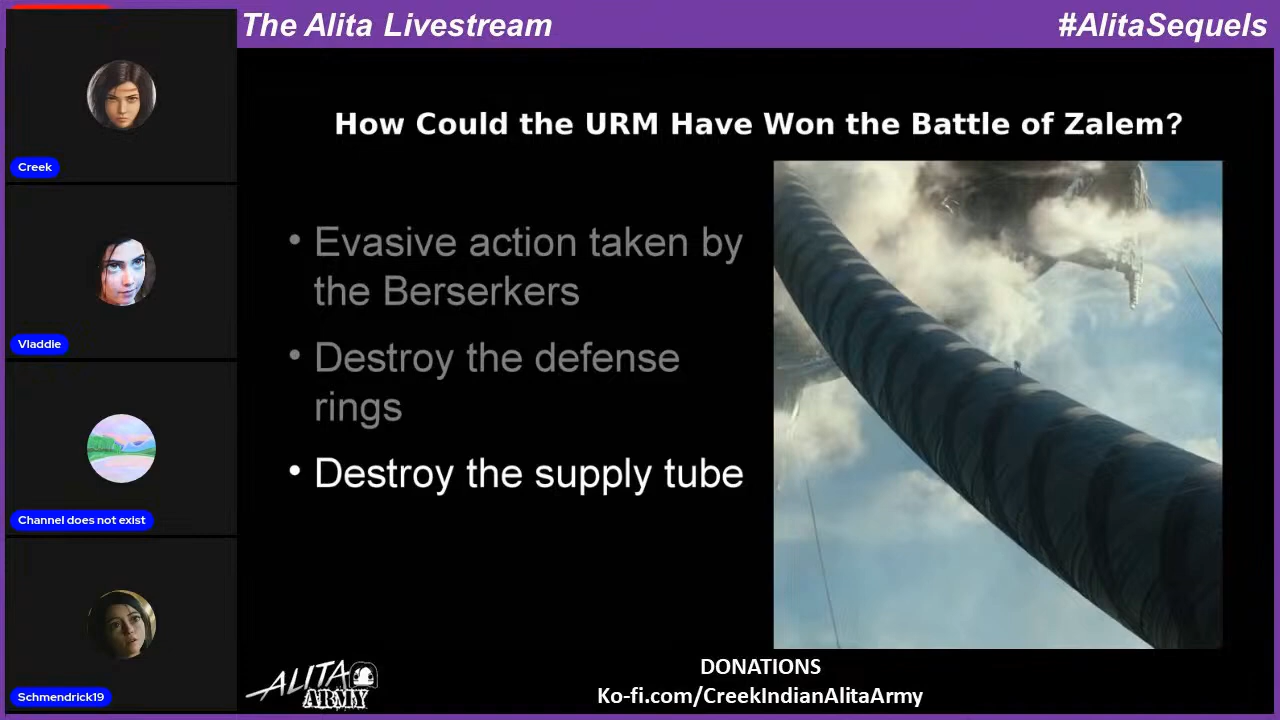 The Alita Livestream
#AlitaSequels
Creek
Vladdie
Channel does not exist
Schmendrick19
How Could the URM Have Won the Battle of Zalem?
• Evasive action taken by
the Berserkers
• Destroy the defense
rings
• Destroy the supply tube
ALITA
ARMY
DONATIONS
Ko-fi.com/CreekIndianAlitaArmy